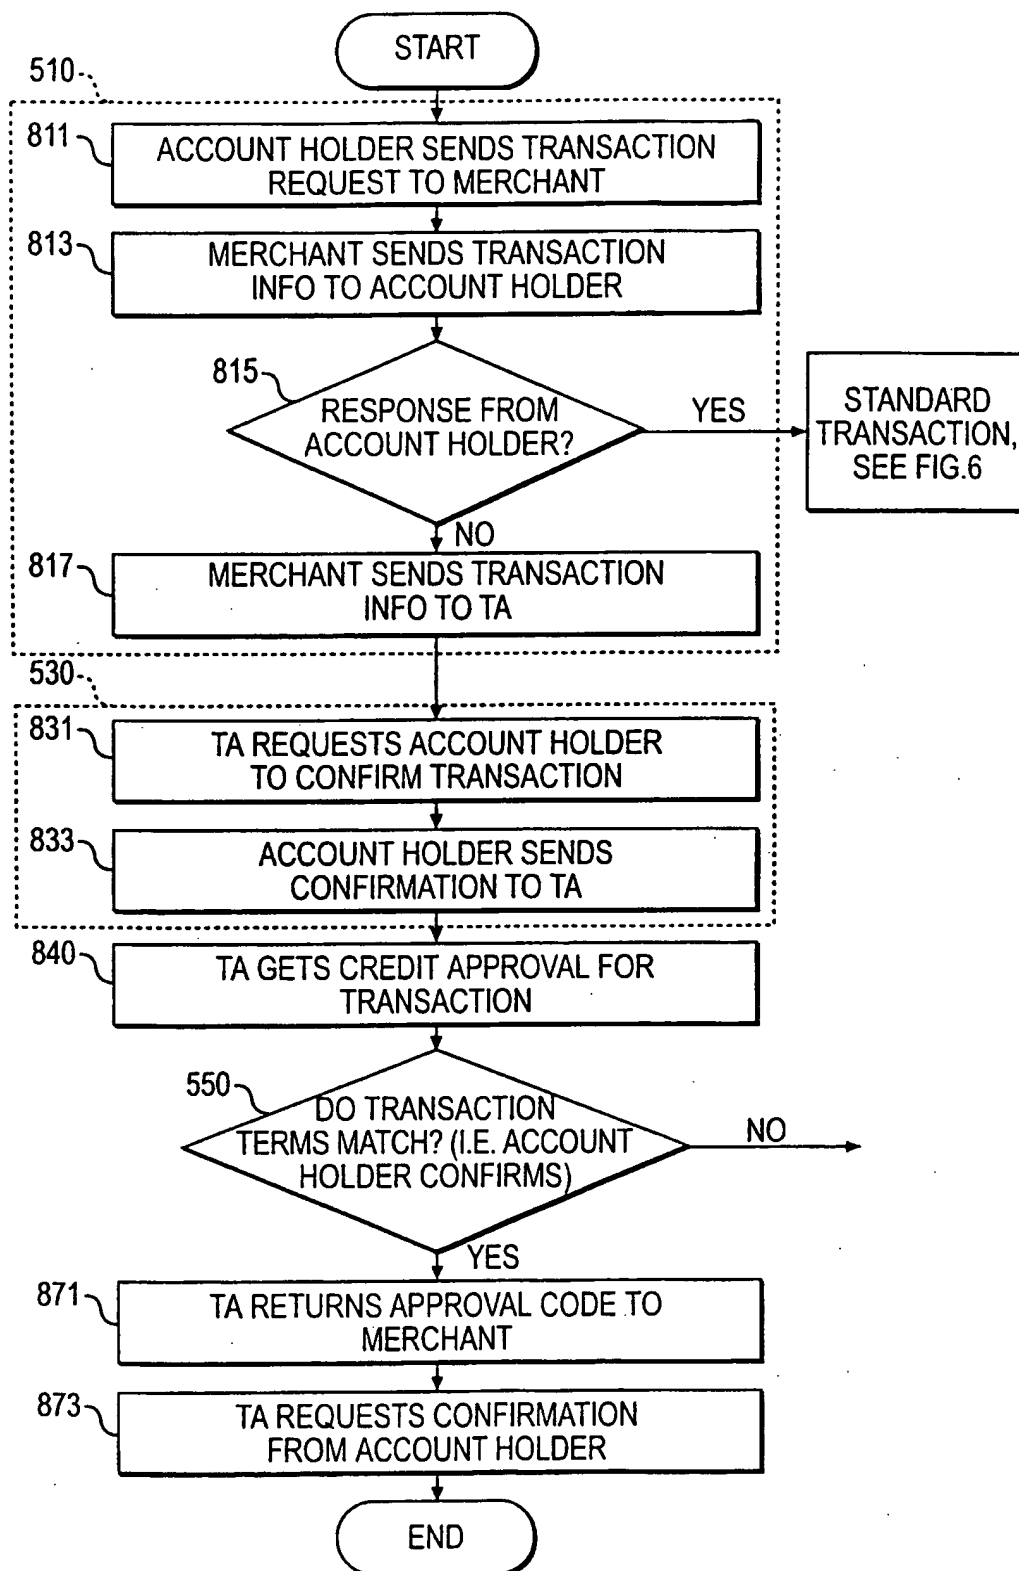 START
510
811
ACCOUNT HOLDER SENDS TRANSACTION
REQUEST TO MERCHANT
813
MERCHANT SENDS TRANSACTION
INFO TO ACCOUNT HOLDER
815
RESPONSE FROM
ACCOUNT HOLDER?
YES
STANDARD
TRANSACTION,
SEE FIG.6
NO
817
MERCHANT SENDS TRANSACTION
INFO TO TA
530
831
TA REQUESTS ACCOUNT HOLDER
TO CONFIRM TRANSACTION
833
ACCOUNT HOLDER SENDS
CONFIRMATION TO TA
840
TA GETS CREDIT APPROVAL FOR
TRANSACTION
550
DO TRANSACTION
TERMS MATCH? (I.E. ACCOUNT
HOLDER CONFIRMS)
NO
YES
871
TA RETURNS APPROVAL CODE TO
MERCHANT
873
TA REQUESTS CONFIRMATION
FROM ACCOUNT HOLDER
END